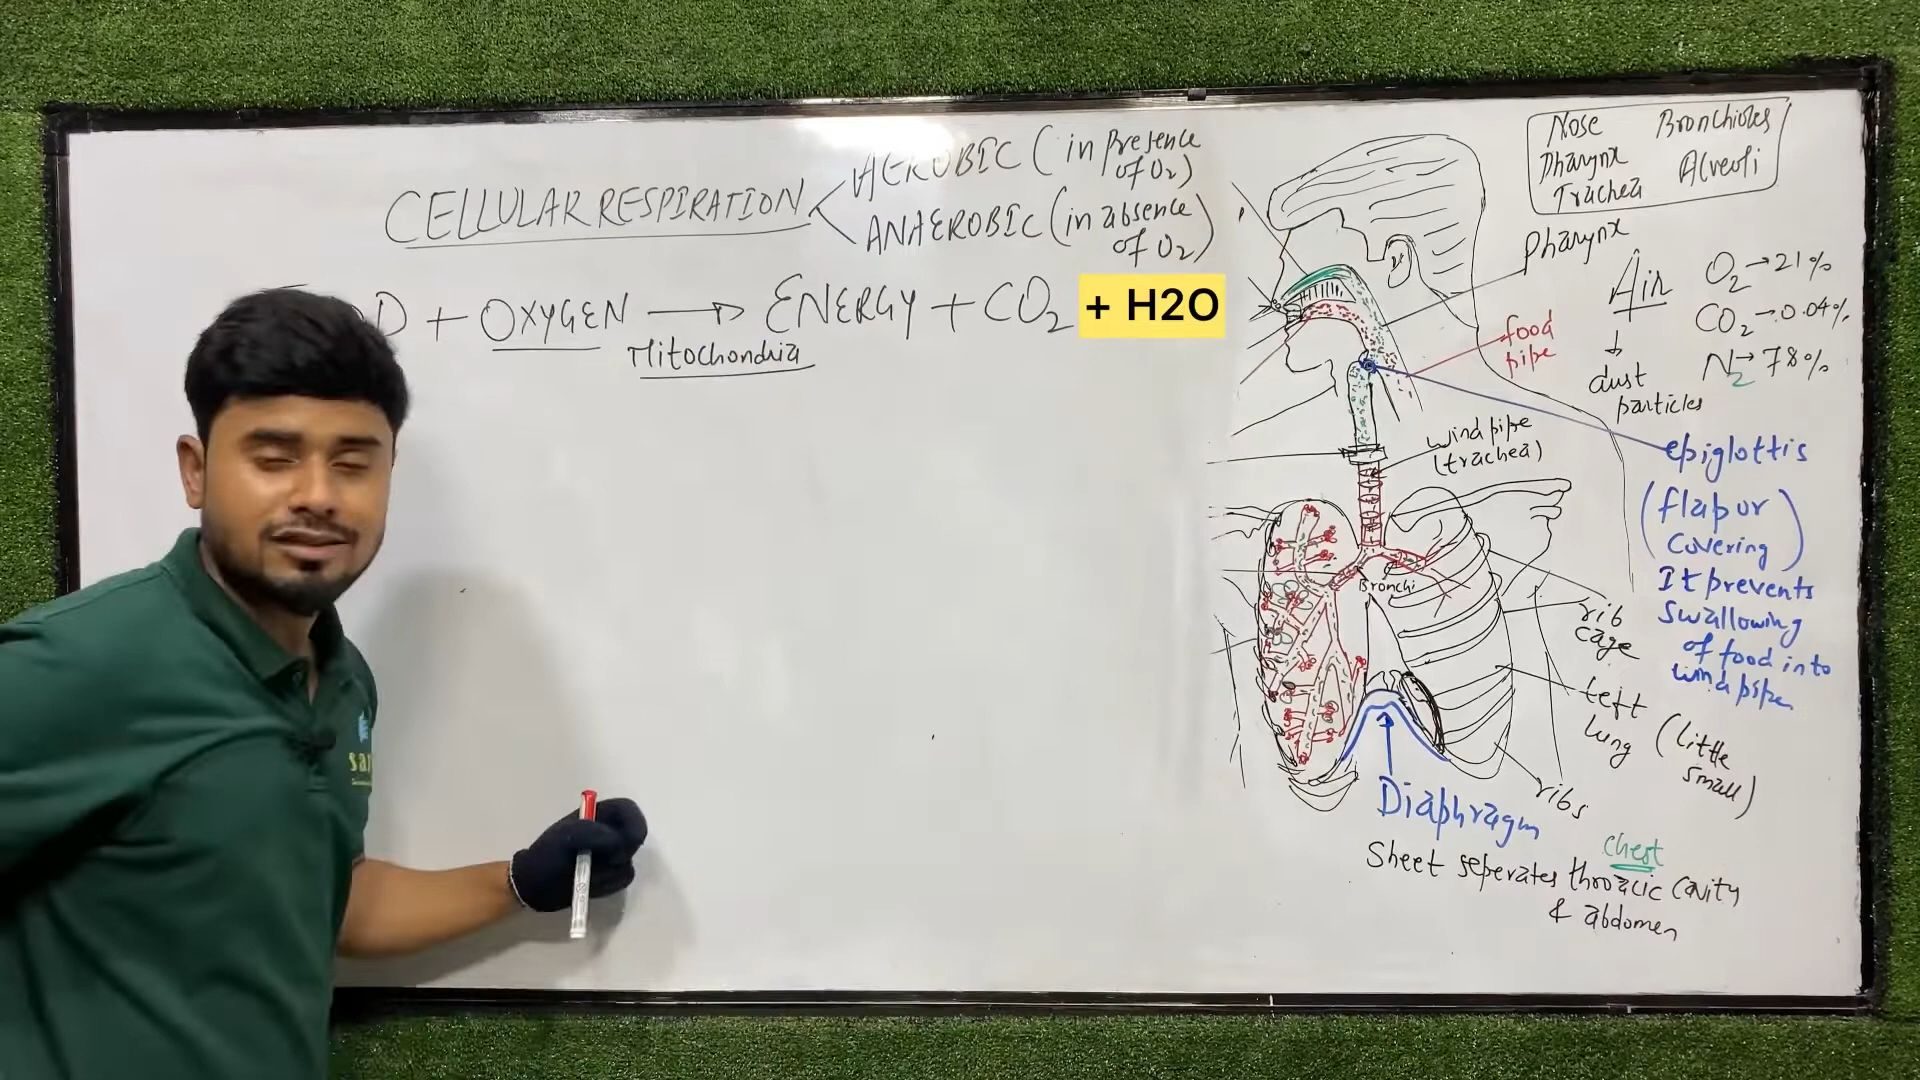 CELLULAR RESPIRATION
AEROBIC (in presence
of O2)
ANAEROBIC (in absence
of O2)
D + OXYGEN → ENERGY + CO2 + H2O
Mitochondria
Nose
Pharynx
Trachea
Bronchioles
Alveoli
Pharynx
Air
dust
particles
O2 → 21%
CO2 → 0.04%
N2 → 78%
food
pipe
wind pipe
(trachea)
epiglottis
(flap or
covering)
It prevents
swallowing
of food into
wind pipe
Bronchi
rib
cage
left
lung
(little
small)
ribs
Diaphragm
chest
Sheet seperates throacic cavity
& abdomen